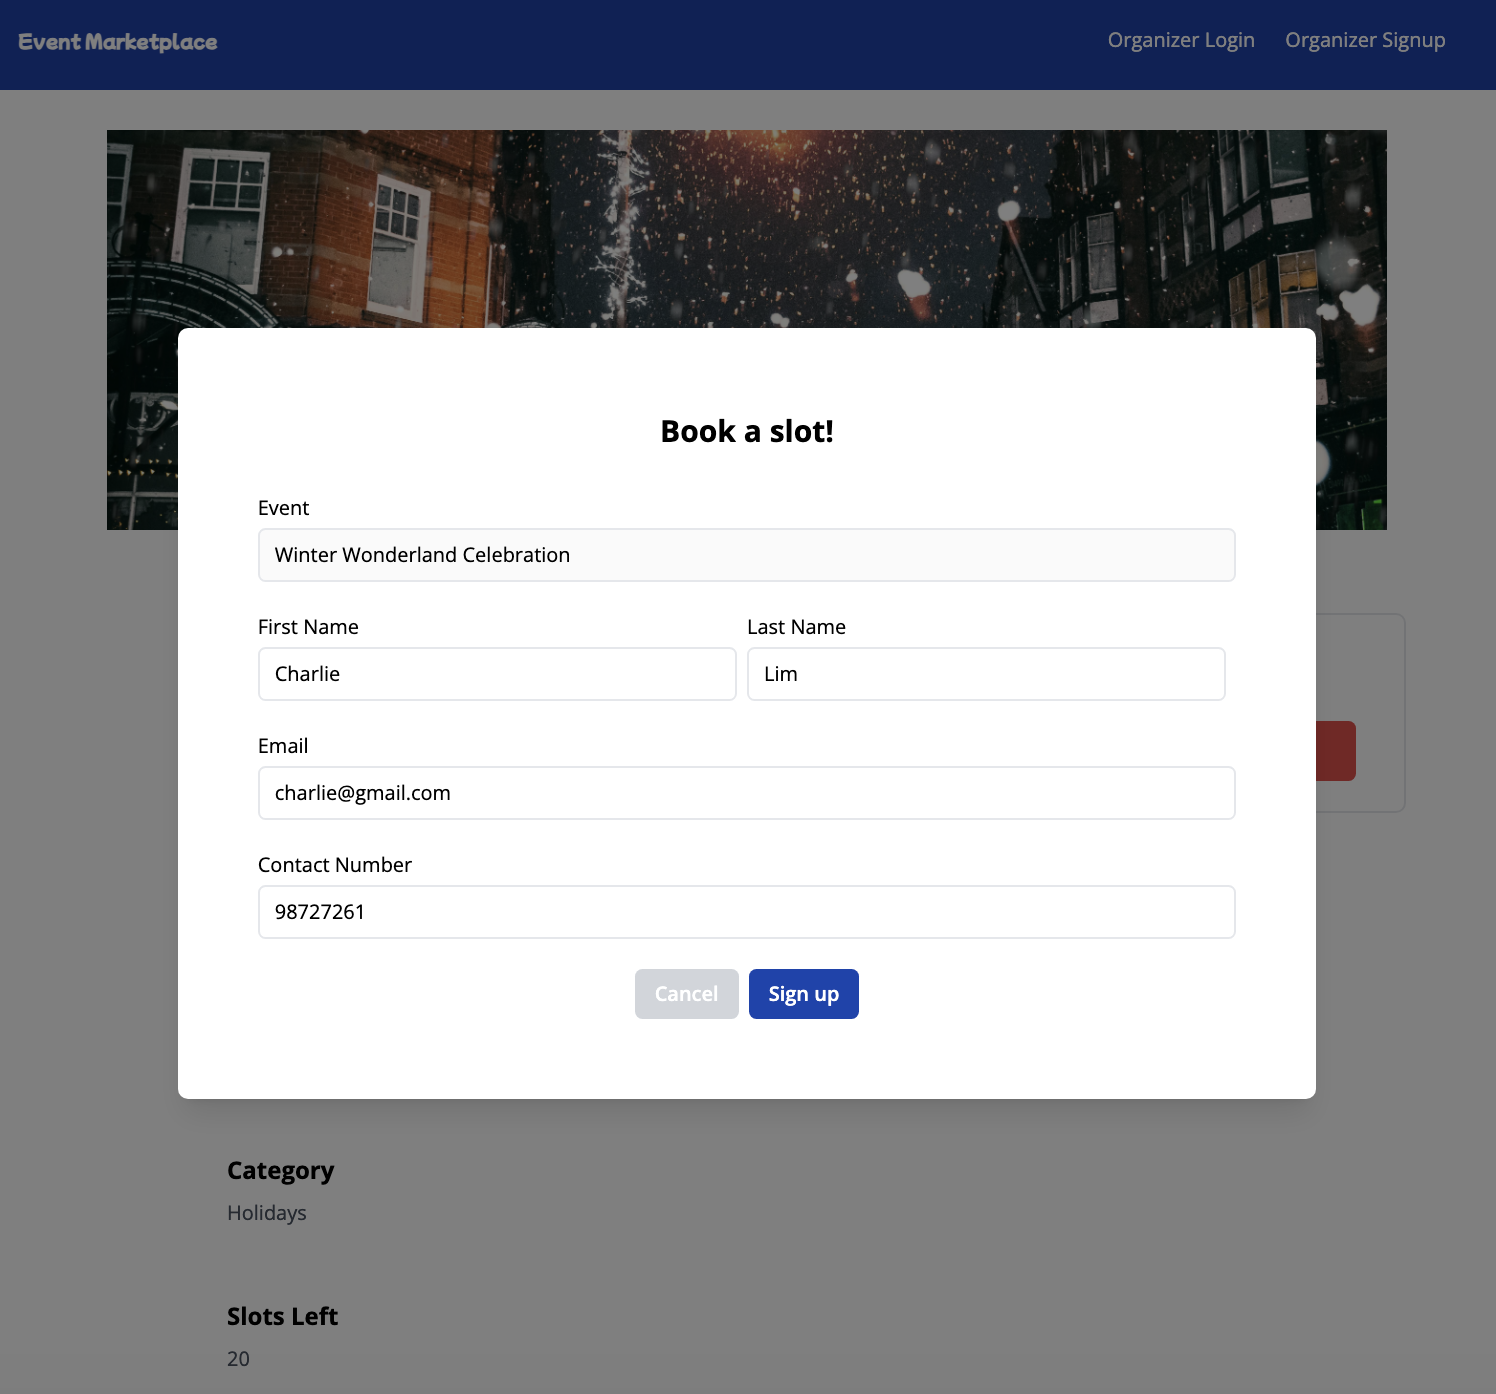 Event Marketplace
Organizer Login Organizer Signup
Book a slot!
Event
Winter Wonderland Celebration
First Name Last Name
Charlie Lim
Email
charlie@gmail.com
Contact Number
98727261
Cancel Sign up
Category
Holidays
Slots Left
20